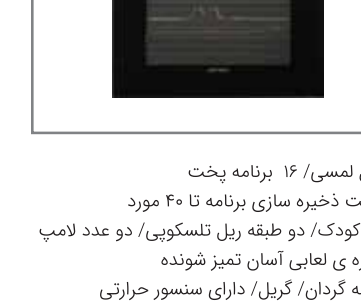 لمسی/ ۱۶ برنامه پخت
ذخیره سازی برنامه تا ۴۰ مورد
کودک/ دو طبقه ریل تلسکوپی/ دو عدد لامپ
ی لعابی آسان تمیز شونده
گردان/ گریل/ دارای سنسور حرارتی